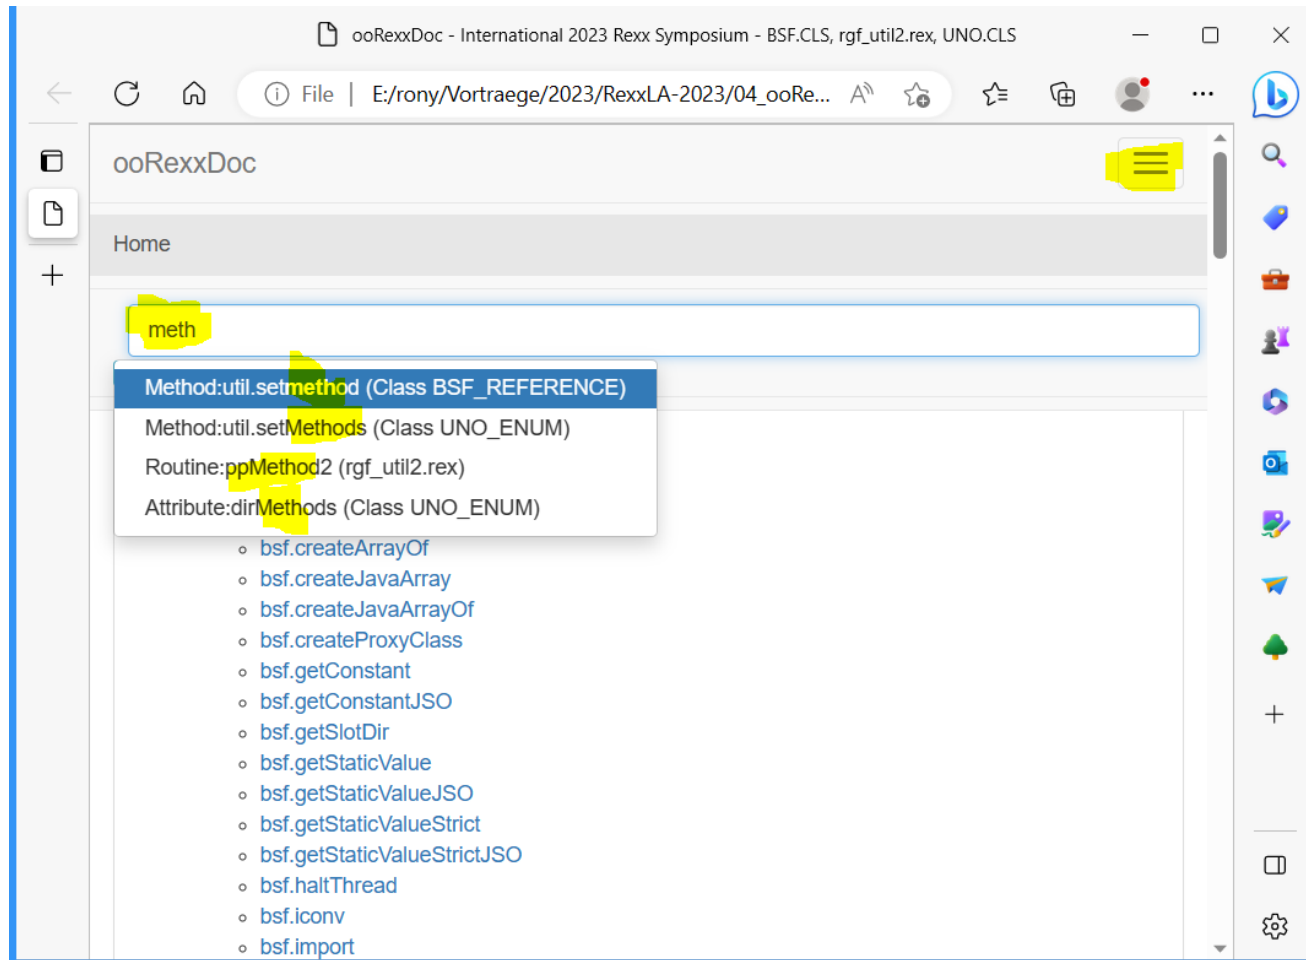 ooRexxDoc - International 2023 Rexx Symposium - BSF.CLS, rgf_util2.rex, UNO.CLS
File | E:/rony/Vortraege/2023/RexxLA-2023/04_ooRe...
ooRexxDoc
Home
meth
Method:util.setmethod (Class BSF_REFERENCE)
Method:util.setMethods (Class UNO_ENUM)
Routine:ppMethod2 (rgf_util2.rex)
Attribute:dirMethods (Class UNO_ENUM)
bsf.createArrayOf
bsf.createJavaArray
bsf.createJavaArrayOf
bsf.createProxyClass
bsf.getConstant
bsf.getConstantJSO
bsf.getSlotDir
bsf.getStaticValue
bsf.getStaticValueJSO
bsf.getStaticValueStrict
bsf.getStaticValueStrictJSO
bsf.haltThread
bsf.iconv
bsf.import